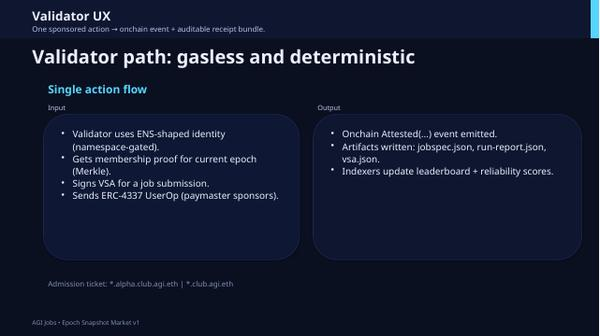 Validator UX
One sponsored action → onchain event + auditable receipt bundle.
Validator path: gasless and deterministic
Single action flow
Input
• Validator uses ENS-shaped identity
(namespace-gated).
• Gets membership proof for current epoch
(Merkle).
• Signs VSA for a job submission.
• Sends ERC-4337 UserOp (paymaster sponsors).
Output
• Onchain Attested(...) event emitted.
• Artifacts written: jobspec.json, run-report.json,
vsa.json.
• Indexers update leaderboard + reliability scores.
Admission ticket: *.alpha.club.agi.eth | *.club.agi.eth
AGI Jobs • Epoch Snapshot Market v1